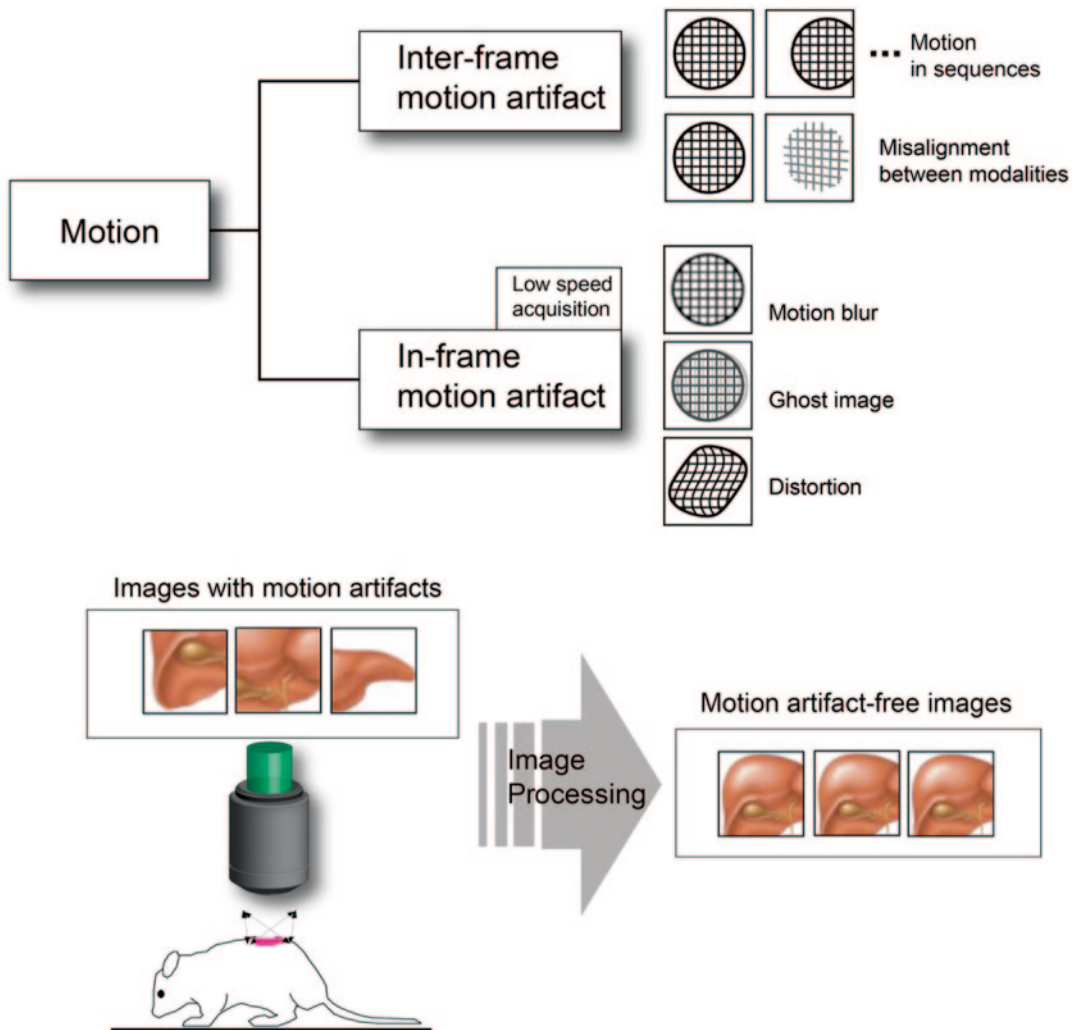 Inter-frame
motion artifact
Motion
in sequences
Misalignment
between modalities
Motion
Low speed
acquisition
In-frame
motion artifact
Motion blur
Ghost image
Distortion
Images with motion artifacts
Image
Processing
Motion artifact-free images